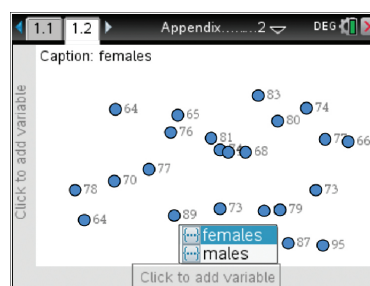 1.1 1.2 Appendix........2 DEG
Caption: females
83
64 65 74
76 80
81 77 66
74 68
77
70
78 73
64 89 73 79
females
87 95
males
Click to add variable
Click to add variable